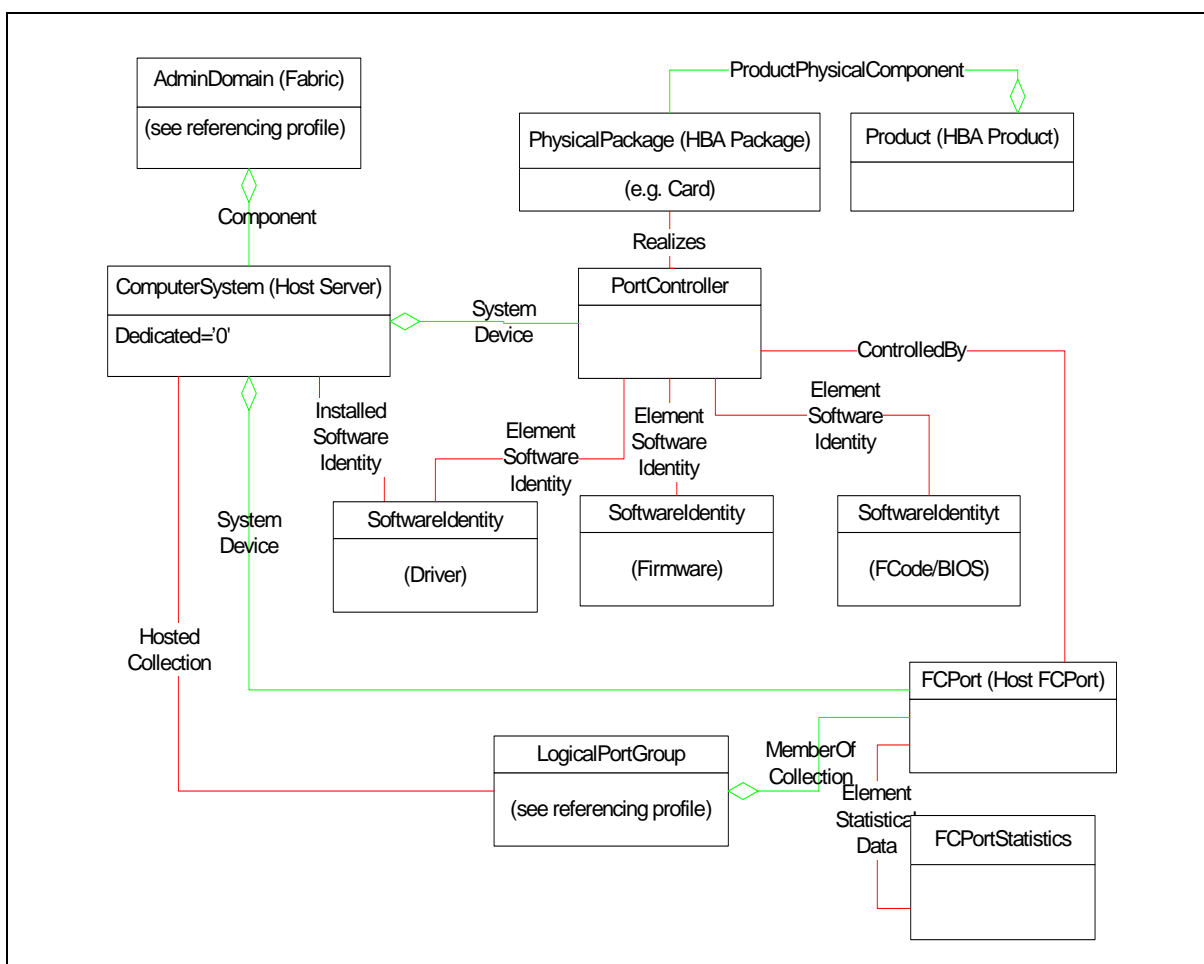 AdminDomain (Fabric)
(see referencing profile)
ProductPhysicalComponent
PhysicalPackage (HBA Package)
(e.g. Card)
Product (HBA Product)
Component
Realizes
ComputerSystem (Host Server)
Dedicated='0'
System
Device
PortController
ControlledBy
Installed
Software
Identity
Element
Software
Identity
Element
Software
Identity
Element
Software
Identity
SoftwareIdentity
(Driver)
SoftwareIdentity
(Firmware)
SoftwareIdentityt
(FCode/BIOS)
System
Device
Hosted
Collection
FCPort (Host FCPort)
LogicalPortGroup
(see referencing profile)
MemberOf
Collection
Element
Statistical
Data
FCPortStatistics